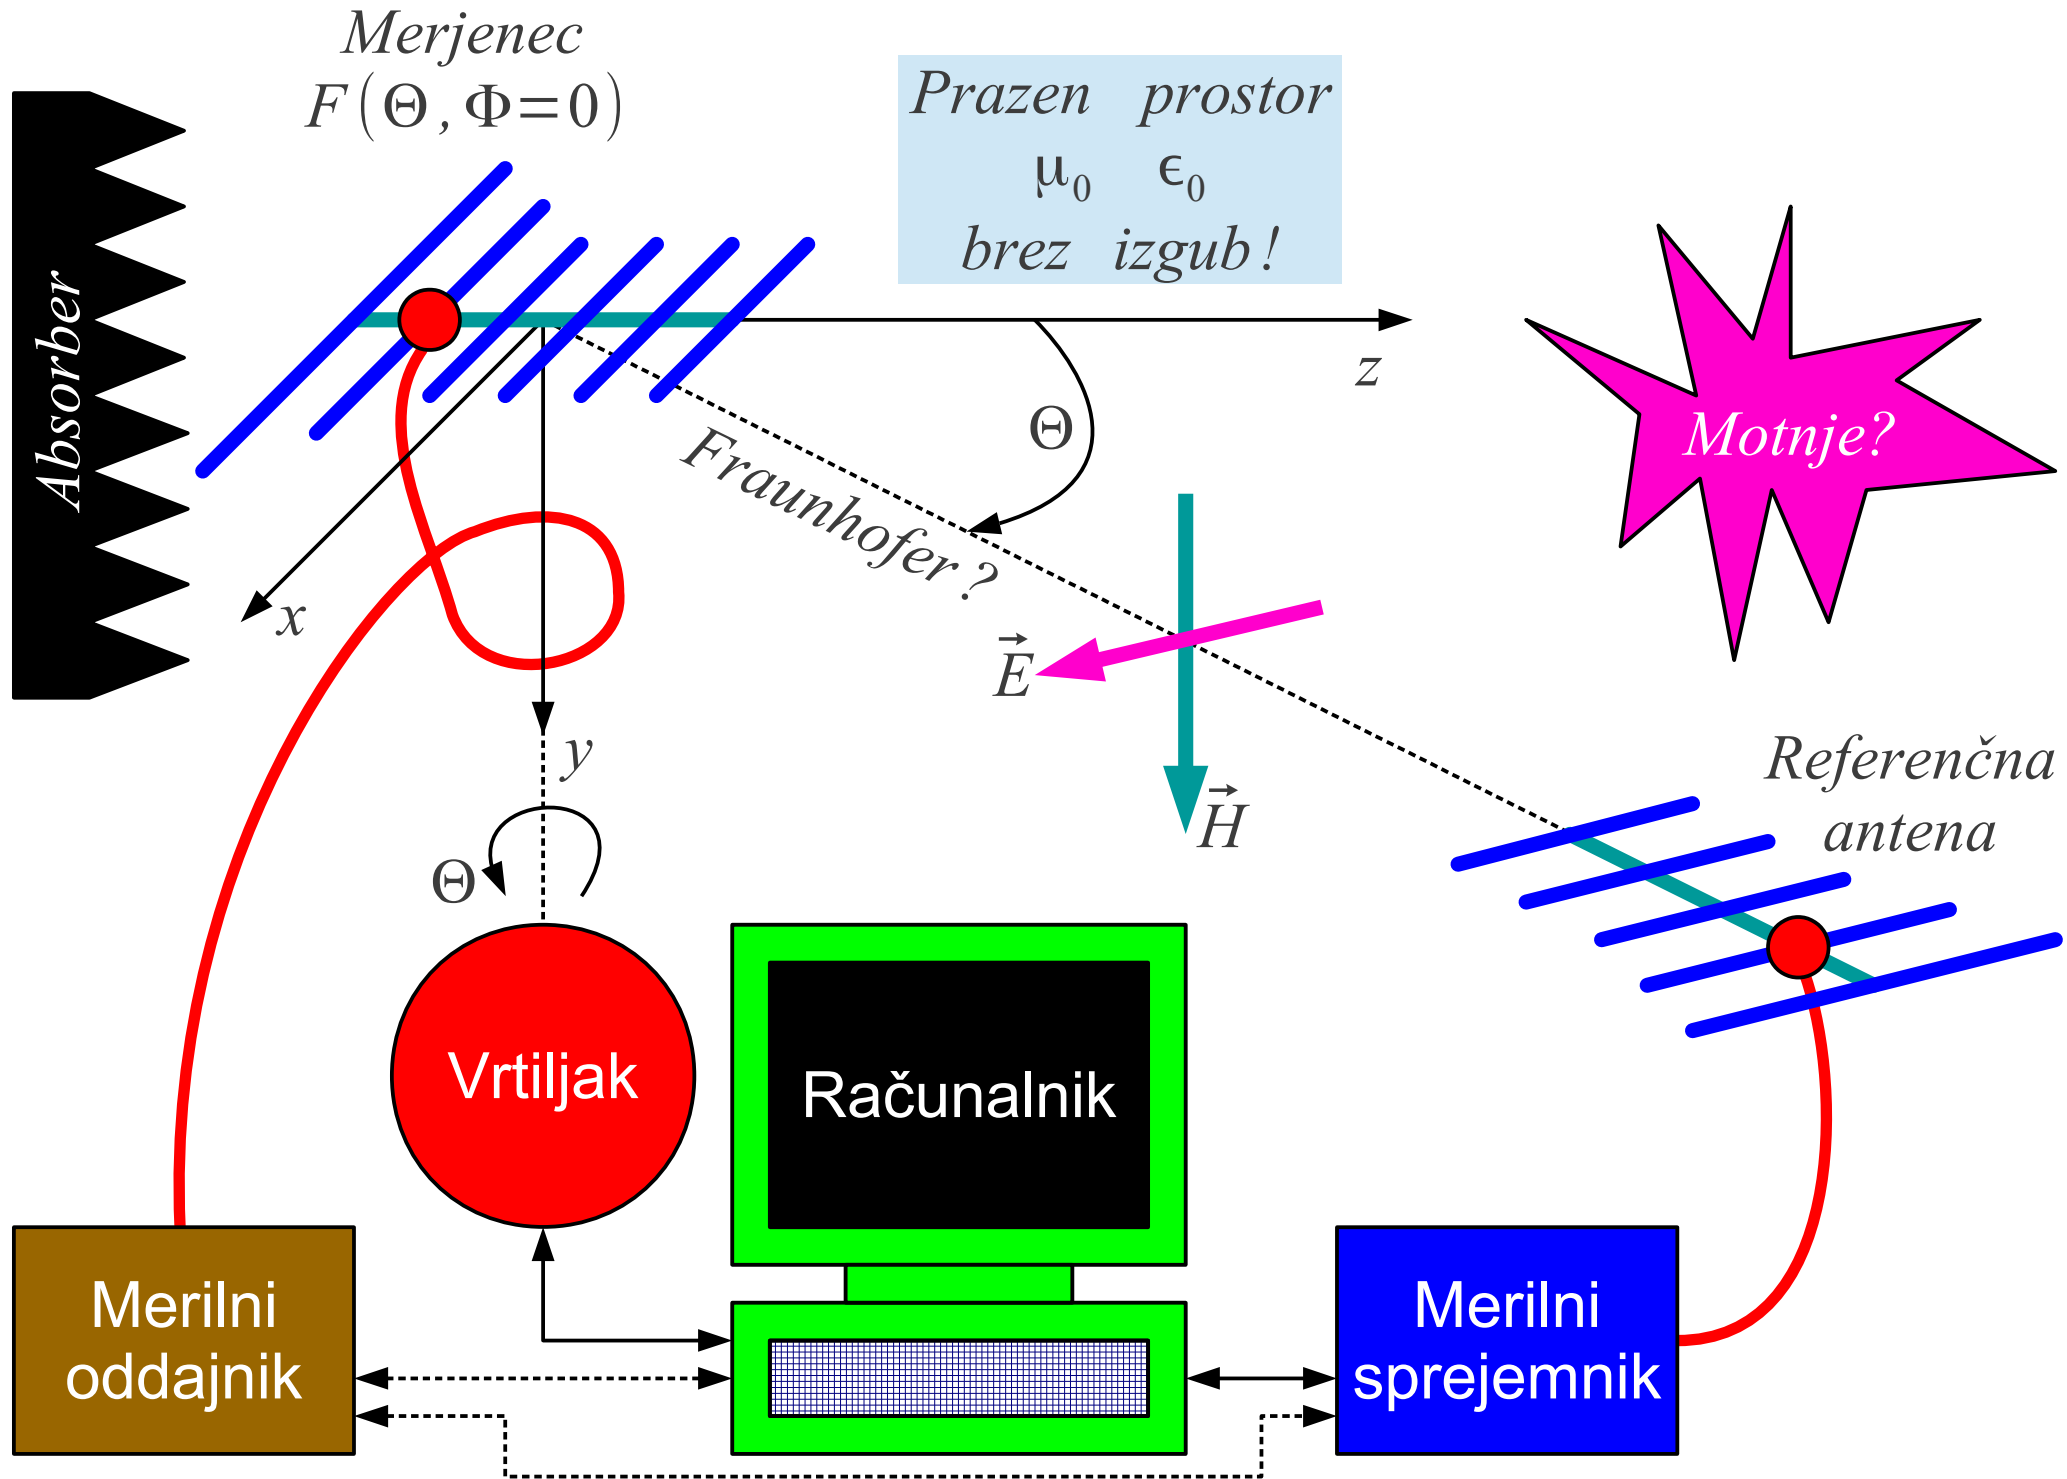 Merjenec
F(Θ, Φ=0)
Prazen prostor
μ₀ ϵ₀
brez izgub!
Absorber
z
Θ
Motnje?
Fraunhofer?
x
E⃗
H⃗
y
Referenčna
antena
Θ
Vrtiljak
Računalnik
Merilni
oddajnik
Merilni
sprejemnik